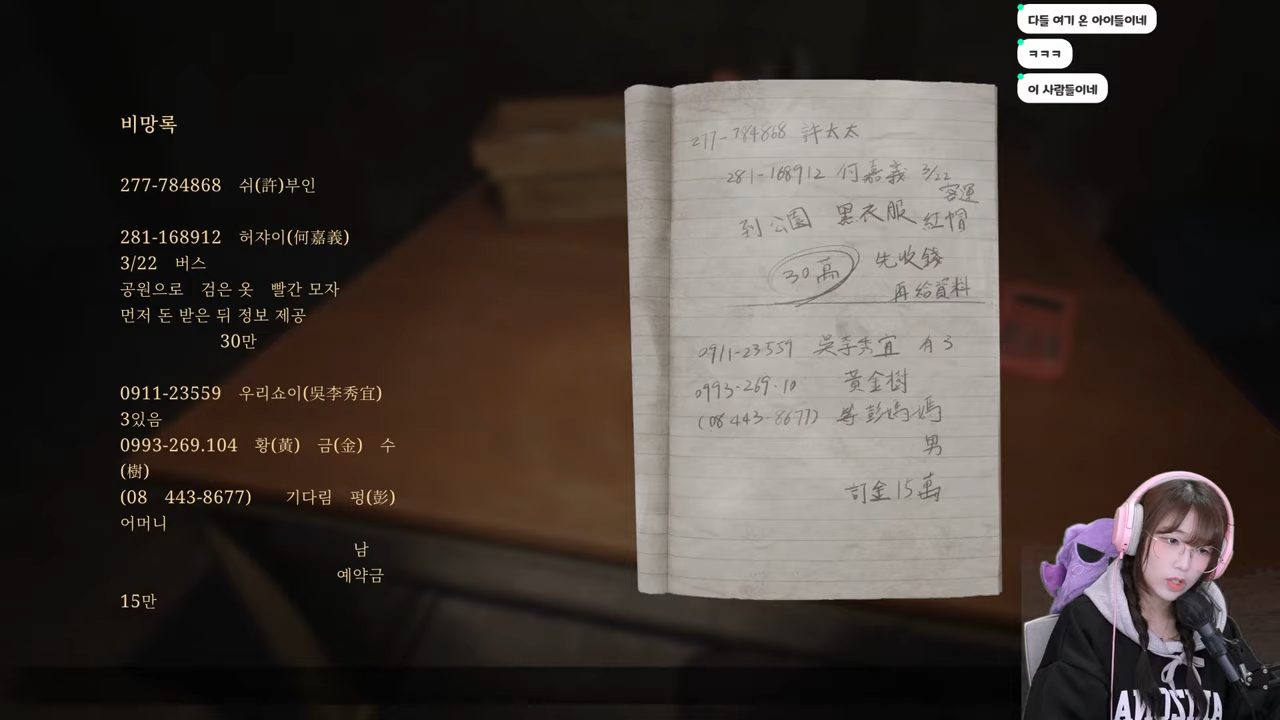 비망록
277-784868 쉬(許)부인
281-168912 허쟈이(何嘉義)
3/22 버스
공원으로 검은 옷 빨간 모자
먼저 돈 받은 뒤 정보 제공
30만
0911-23559 우리쇼이(吳李秀宜)
3있음
0993-269.104 황(黃) 금(金) 수
(樹)
(08 443-8677) 기다림 펑(彭)
어머니
남
예약금
15만
277-784868 許太太
281-168912 何嘉義 3/22
客運
到公園 黑衣服 紅帽
30萬 先收錢
再給資料
0911-23559 吳李秀宜 有3
0993-269.10 黃金樹
(08 443-8677) 等彭媽媽
男
訂金15萬
다들 여기 온 아이들이네
ㅋㅋㅋ
이 사람들이네